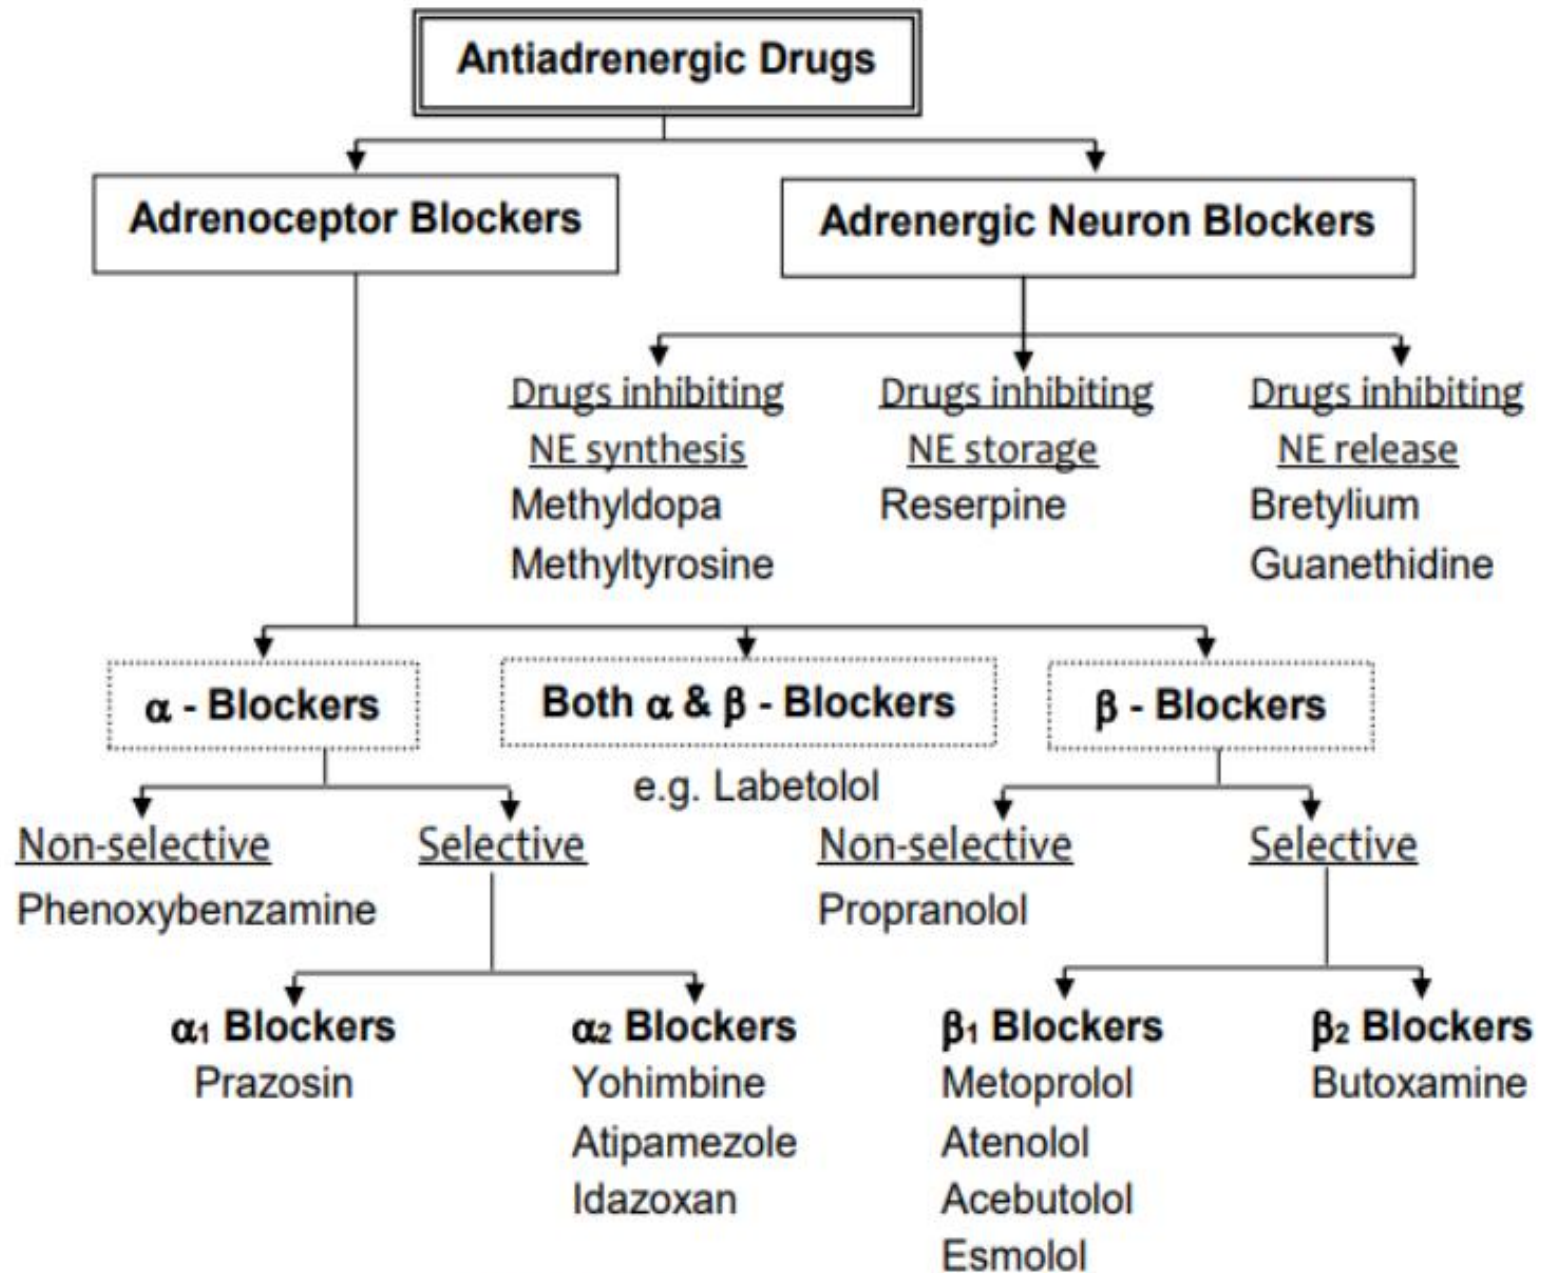 Antiadrenergic Drugs
Adrenoceptor Blockers
Adrenergic Neuron Blockers
Drugs inhibiting
NE synthesis
Methyldopa
Methyltyrosine
Drugs inhibiting
NE storage
Reserpine
Drugs inhibiting
NE release
Bretylium
Guanethidine
α - Blockers
Both α & β - Blockers
e.g. Labetolol
β - Blockers
Non-selective
Phenoxybenzamine
Selective
Non-selective
Propranolol
Selective
α1 Blockers
Prazosin
α2 Blockers
Yohimbine
Atipamezole
Idazoxan
β1 Blockers
Metoprolol
Atenolol
Acebutolol
Esmolol
β2 Blockers
Butoxamine